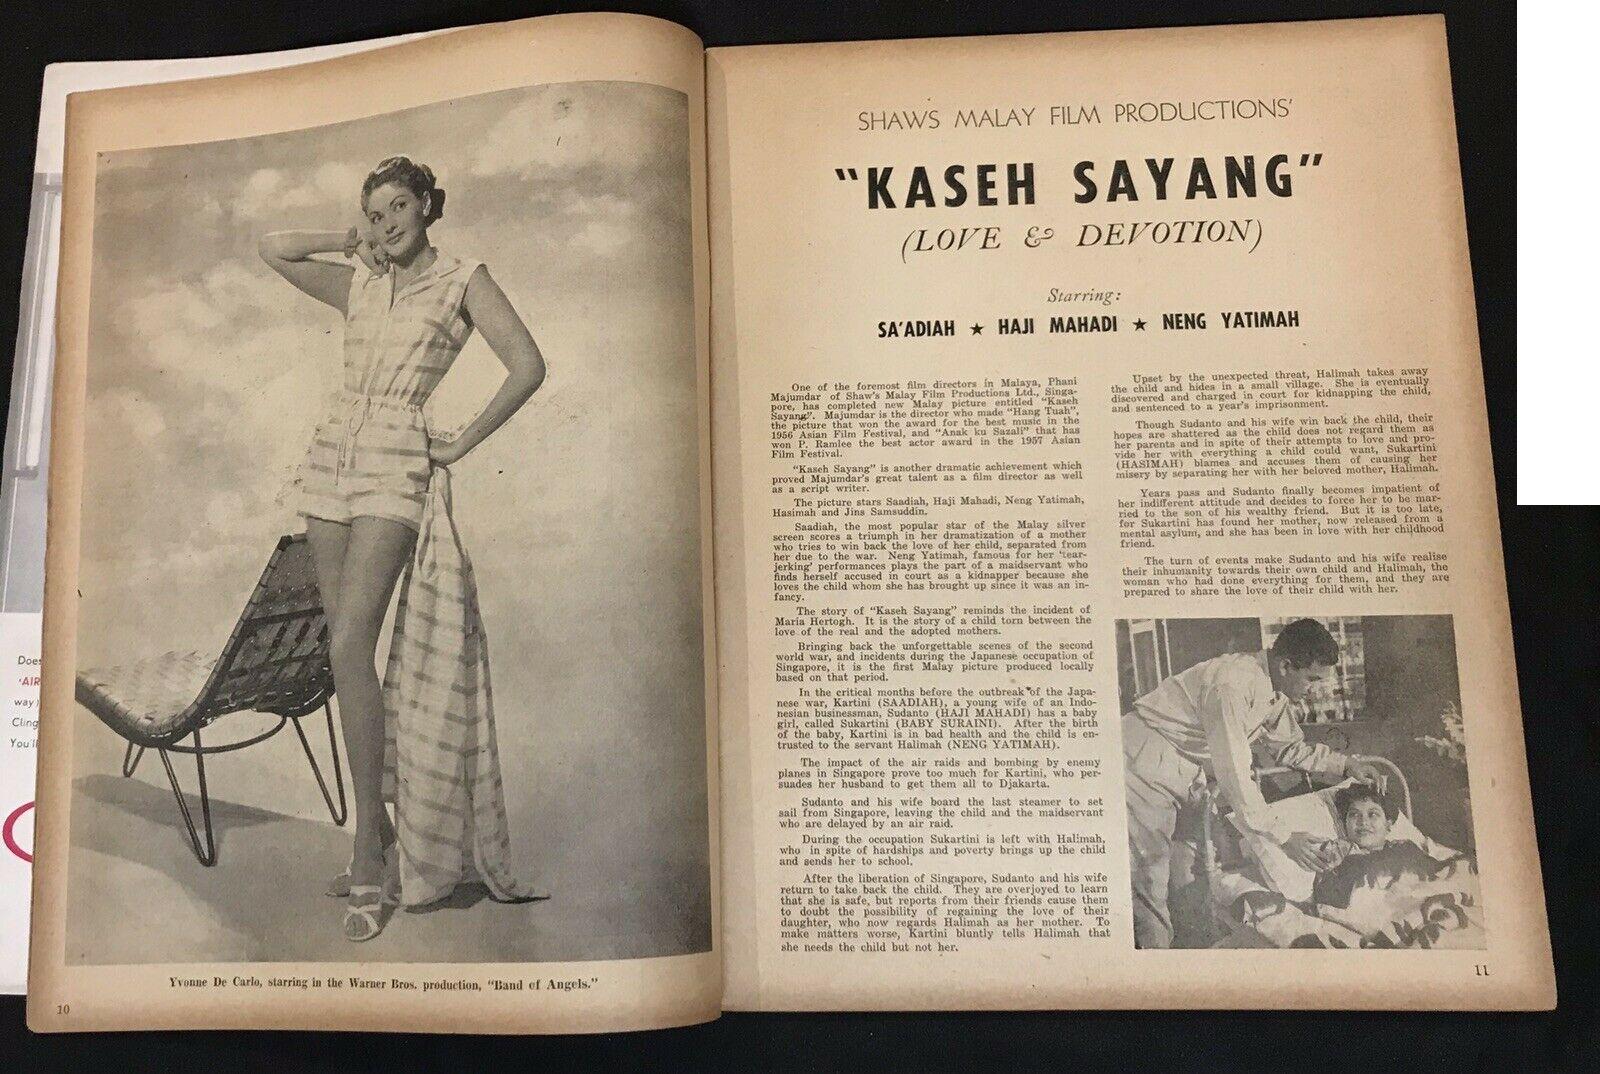 Does
'AIR
way)
Cling
You'll
Yvonne De Carlo, starring in the Warner Bros. production, "Band of Angels."
10
SHAWS MALAY FILM PRODUCTIONS'
"KASEH SAYANG"
(LOVE & DEVOTION)
Starring:
SA'ADIAH ★ HAJI MAHADI ★ NENG YATIMAH
One of the foremost film directors in Malaya, Phani
Majumdar of Shaw's Malay Film Productions Ltd., Singa-
pore, has completed new Malay picture entitled "Kaseh
Sayang". Majumdar is the director who made "Hang Tuah",
the picture that won the award for the best music in the
1956 Asian Film Festival, and "Anak ku Sazali" that has
won P. Ramlee the best actor award in the 1957 Asian
Film Festival.
"Kaseh Sayang" is another dramatic achievement which
proved Majumdar's great talent as a film director as well
as a script writer.
The picture stars Saadiah, Haji Mahadi, Neng Yatimah,
Hasimah and Jins Samsuddin.
Saadiah, the most popular star of the Malay silver
screen scores a triumph in her dramatization of a mother
who tries to win back the love of her child, separated from
her due to the war. Neng Yatimah, famous for her 'tear-
jerking' performances plays the part of a maidservant who
finds herself accused in court as a kidnapper because she
loves the child whom she has brought up since it was an in-
fancy.
The story of "Kaseh Sayang" reminds the incident of
Maria Hertogh. It is the story of a child torn between the
love of the real and the adopted mothers.
Bringing back the unforgettable scenes of the second
world war, and incidents during the Japanese occupation of
Singapore, it is the first Malay picture produced locally
based on that period.
In the critical months before the outbreak of the Japa-
nese war, Kartini (SAADIAH), a young wife of an Indo-
nesian businessman, Sudanto (HAJI MAHADI) has a baby
girl, called Sukartini (BABY SURAINI). After the birth
of the baby, Kartini is in bad health and the child is en-
trusted to the servant Halimah (NENG YATIMAH).
The impact of the air raids and bombing by enemy
planes in Singapore prove too much for Kartini, who per-
suades her husband to get them all to Djakarta.
Sudanto and his wife board the last steamer to set
sail from Singapore, leaving the child and the maidservant
who are delayed by an air raid.
During the occupation Sukartini is left with Halimah,
who in spite of hardships and poverty brings up the child
and sends her to school.
After the liberation of Singapore, Sudanto and his wife
return to take back the child. They are overjoyed to learn
that she is safe, but reports from their friends cause them
to doubt the possibility of regaining the love of their
daughter, who now regards Halimah as her mother. To
make matters worse, Kartini bluntly tells Halimah that
she needs the child but not her.
Upset by the unexpected threat, Halimah takes away
the child and hides in a small village. She is eventually
discovered and charged in court for kidnapping the child,
and sentenced to a year's imprisonment.
Though Sudanto and his wife win back the child, their
hopes are shattered as the child does not regard them as
her parents and in spite of their attempts to love and pro-
vide her with everything a child could want, Sukartini
(HASIMAH) blames and accuses them of causing her
misery by separating her with her beloved mother, Halimah.
Years pass and Sudanto finally becomes impatient of
her indifferent attitude and decides to force her to be mar-
ried to the son of his wealthy friend. But it is too late,
for Sukartini has found her mother, now released from a
mental asylum, and she has been in love with her childhood
friend.
The turn of events make Sudanto and his wife realise
their inhumanity towards their own child and Halimah, the
woman who had done everything for them, and they are
prepared to share the love of their child with her.
11